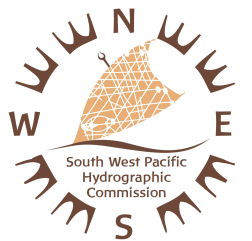 N
W E
South West Pacific
Hydrographic
Commission
S